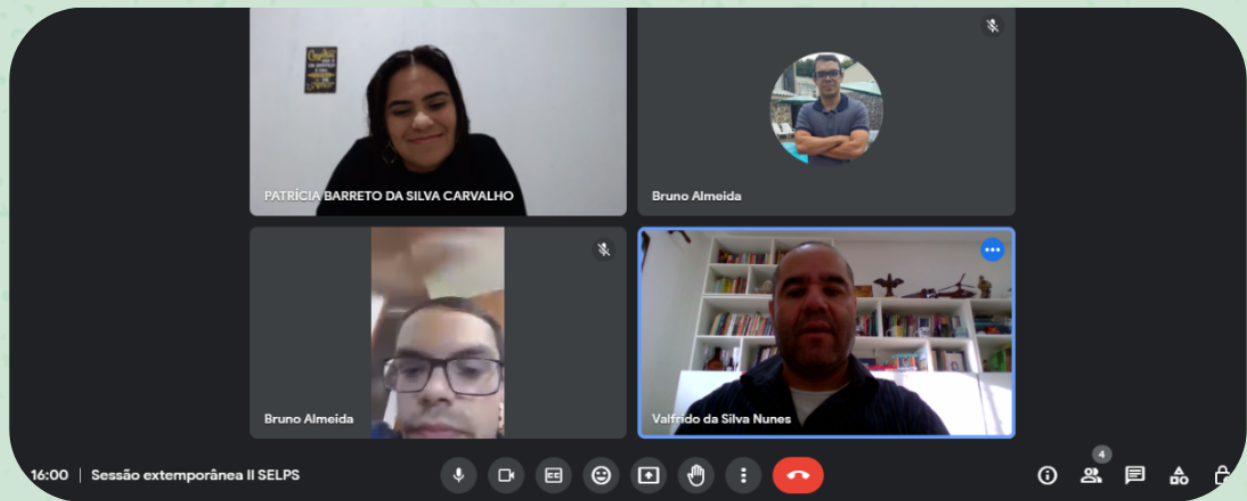 PATRÍCIA BARRETO DA SILVA CARVALHO
Bruno Almeida
Bruno Almeida
Valfrido da Silva Nunes
4
16:00 | Sessão extemporânea II SELPS
CC